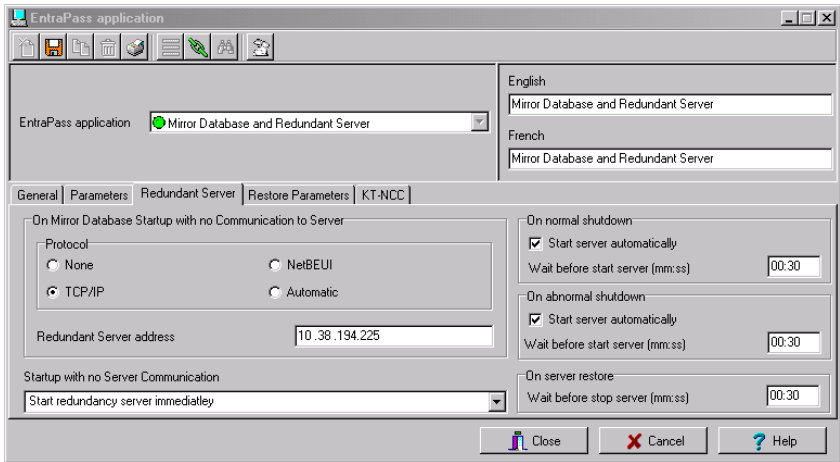 EntraPass application
English
Mirror Database and Redundant Server
EntraPass application
Mirror Database and Redundant Server
French
Mirror Database and Redundant Server
General
Parameters
Redundant Server
Restore Parameters
KT-NCC
On Mirror Database Startup with no Communication to Server
Protocol
None
NetBEUI
TCP/IP
Automatic
Redundant Server address
10 .38 .194.225
Startup with no Server Communication
Start redundancy server immediatley
On normal shutdown
Start server automatically
Wait before start server (mm:ss)
00:30
On abnormal shutdown
Start server automatically
Wait before start server (mm:ss)
00:30
On server restore
Wait before stop server (mm:ss)
00:30
Close
Cancel
Help